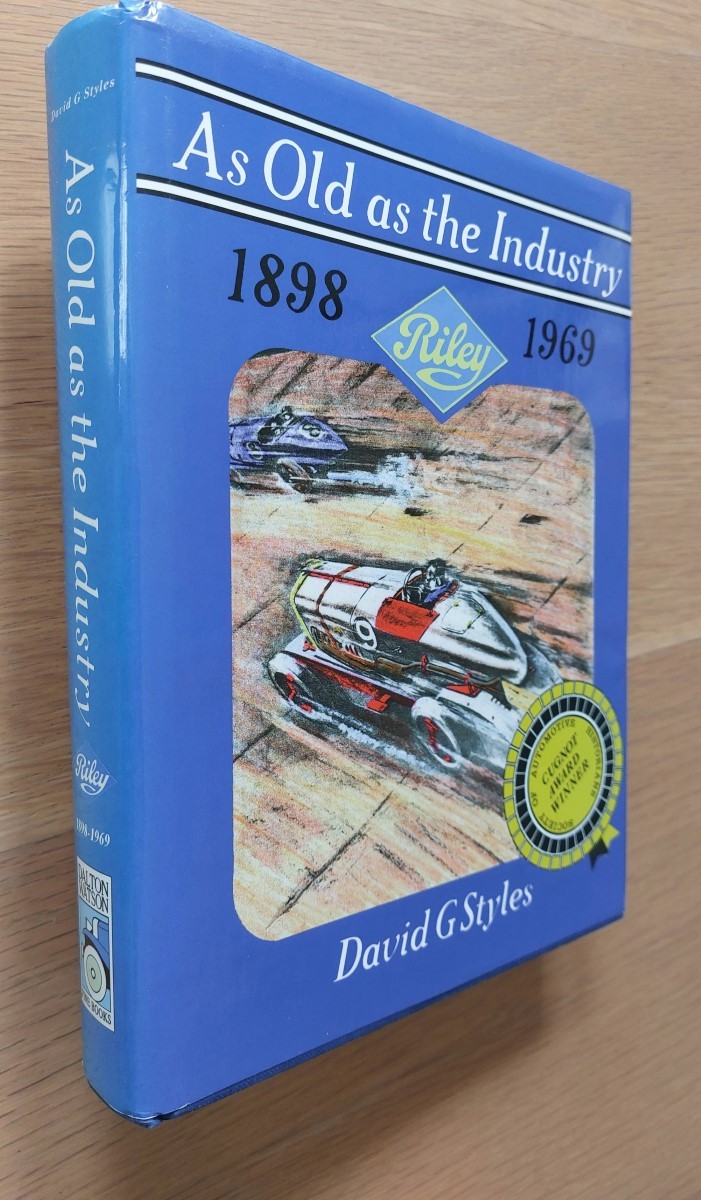 David G Styles
As Old as the Industry
Riley
1898-1969
DALTON
WATSON
FINE BOOKS
As Old as the Industry
1898
Riley
1969
9
SOCIETY OF AUTOMOTIVE HISTORIANS
CUGNOT
AWARD
WINNER
David G Styles